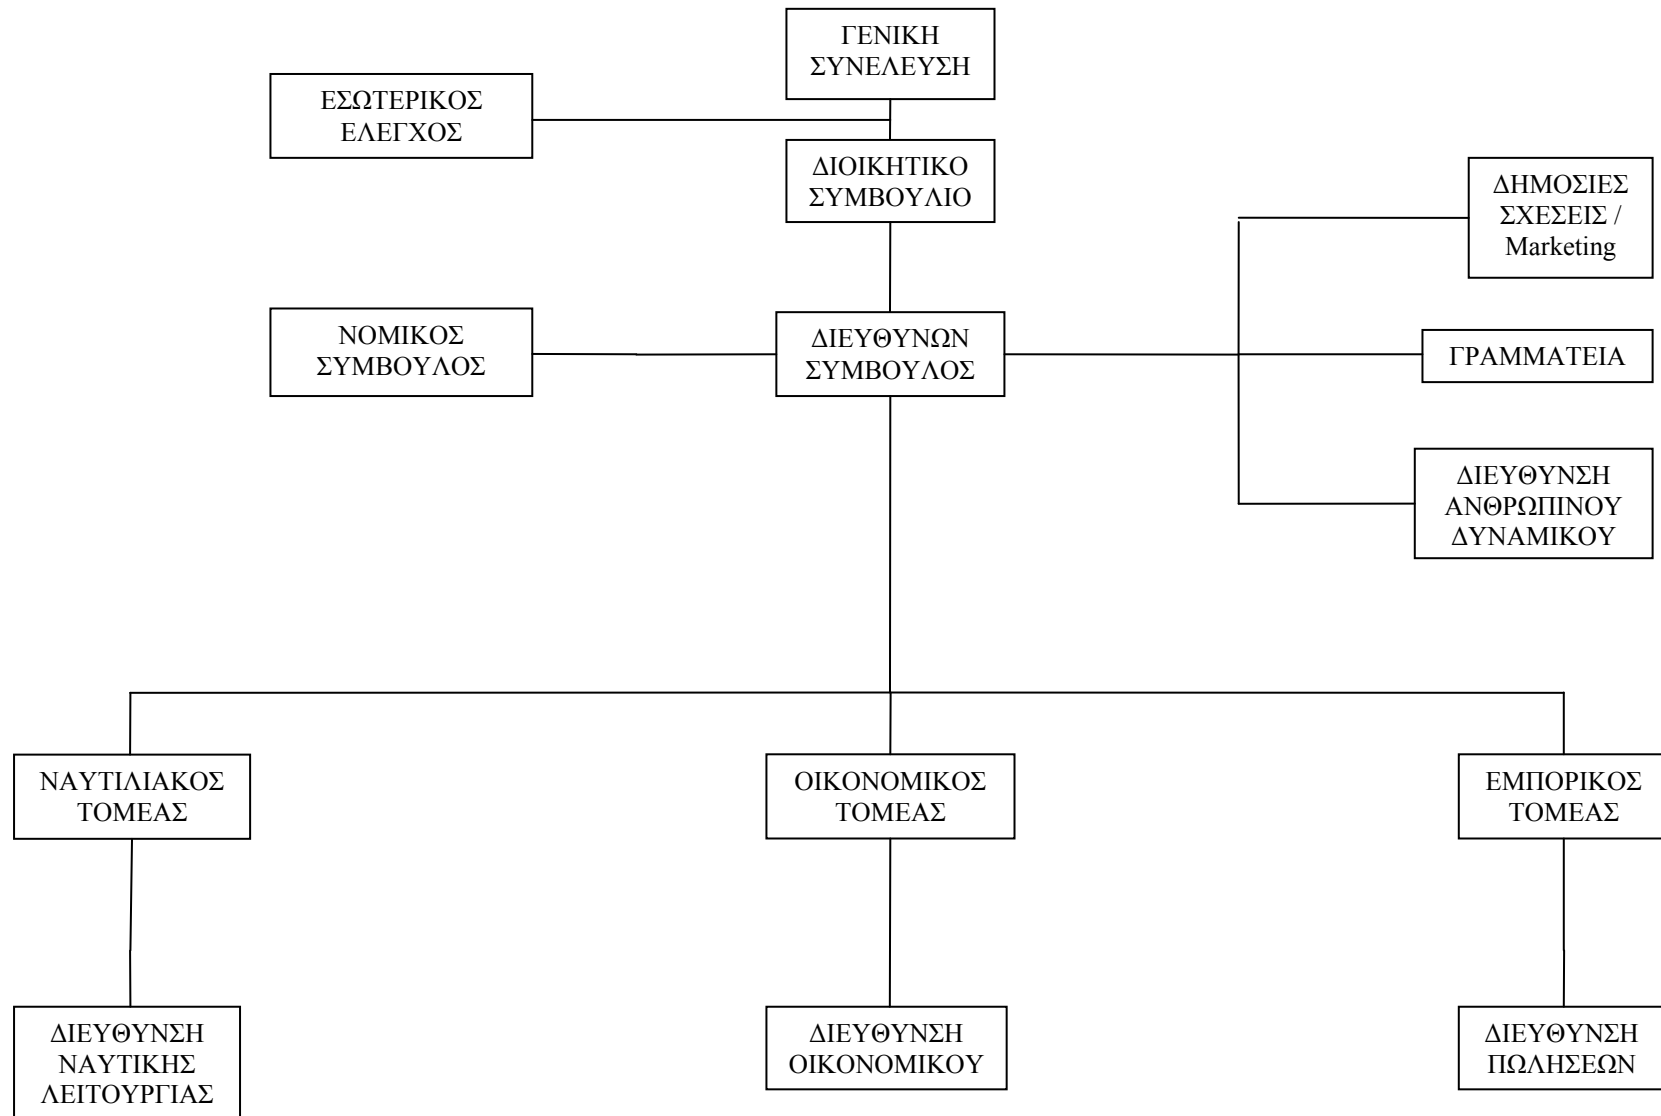 ΓΕΝΙΚΗ
ΣΥΝΕΛΕΥΣΗ
ΕΣΩΤΕΡΙΚΟΣ
ΕΛΕΓΧΟΣ
ΔΙΟΙΚΗΤΙΚΟ
ΣΥΜΒΟΥΛΙΟ
ΔΗΜΟΣΙΕΣ
ΣΧΕΣΕΙΣ /
Marketing
ΝΟΜΙΚΟΣ
ΣΥΜΒΟΥΛΟΣ
ΔΙΕΥΘΥΝΩΝ
ΣΥΜΒΟΥΛΟΣ
ΓΡΑΜΜΑΤΕΙΑ
ΔΙΕΥΘΥΝΣΗ
ΑΝΘΡΩΠΙΝΟΥ
ΔΥΝΑΜΙΚΟΥ
ΝΑΥΤΙΛΙΑΚΟΣ
ΤΟΜΕΑΣ
ΟΙΚΟΝΟΜΙΚΟΣ
ΤΟΜΕΑΣ
ΕΜΠΟΡΙΚΟΣ
ΤΟΜΕΑΣ
ΔΙΕΥΘΥΝΣΗ
ΝΑΥΤΙΚΗΣ
ΛΕΙΤΟΥΡΓΙΑΣ
ΔΙΕΥΘΥΝΣΗ
ΟΙΚΟΝΟΜΙΚΟΥ
ΔΙΕΥΘΥΝΣΗ
ΠΩΛΗΣΕΩΝ